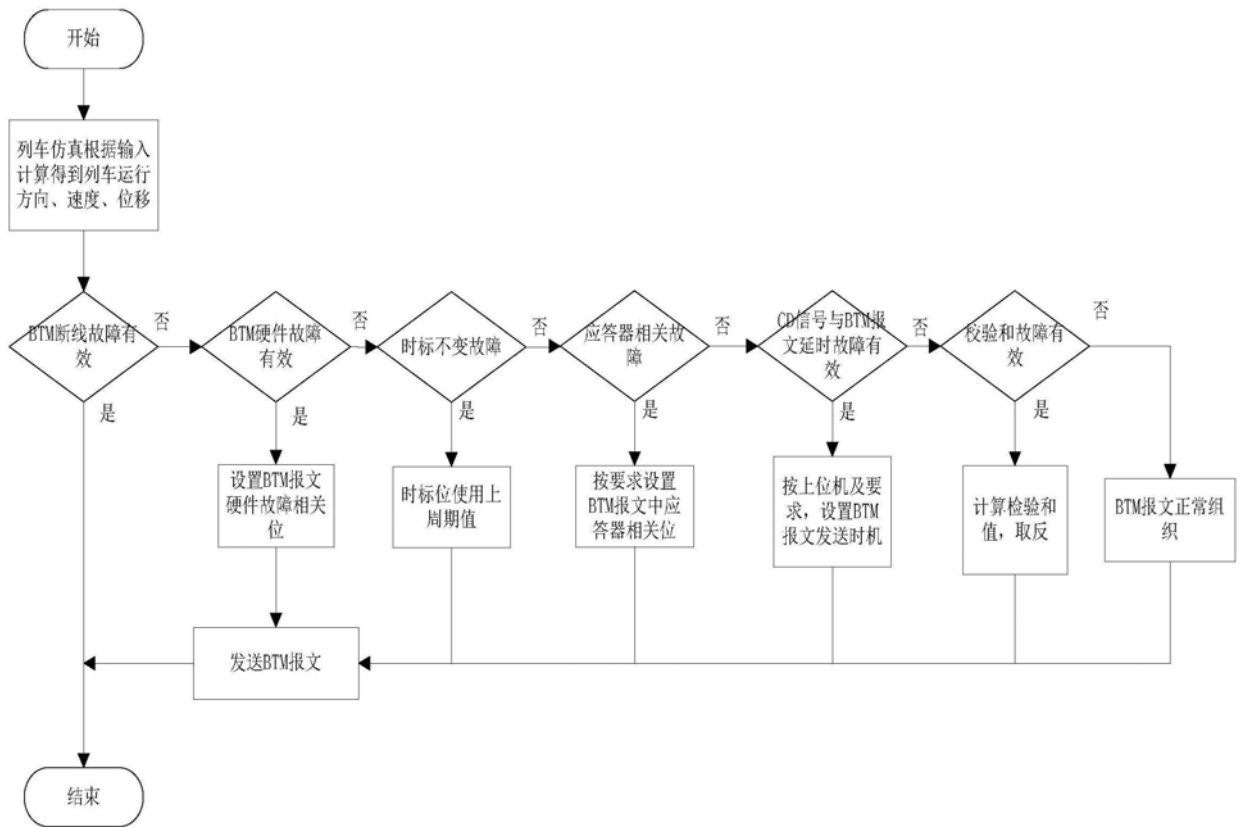 开始
列车仿真根据输入
计算得到列车运行
方向、速度、位移
BTM断线故障有
效
否
是
BTM硬件故障
有效
否
是
时标不变故障
否
是
应答器相关故
障
否
是
CD信号与BTM报
文延时故障有
效
否
是
校验和故障有
效
否
是
设置BTM报文
硬件故障相关
位
时标位使用上
周期值
按要求设置
BTM报文中应
答器相关位
按上位机及要
求，设置BTM
报文发送时机
计算检验和
值，取反
BTM报文正常组
织
发送BTM报文
结束